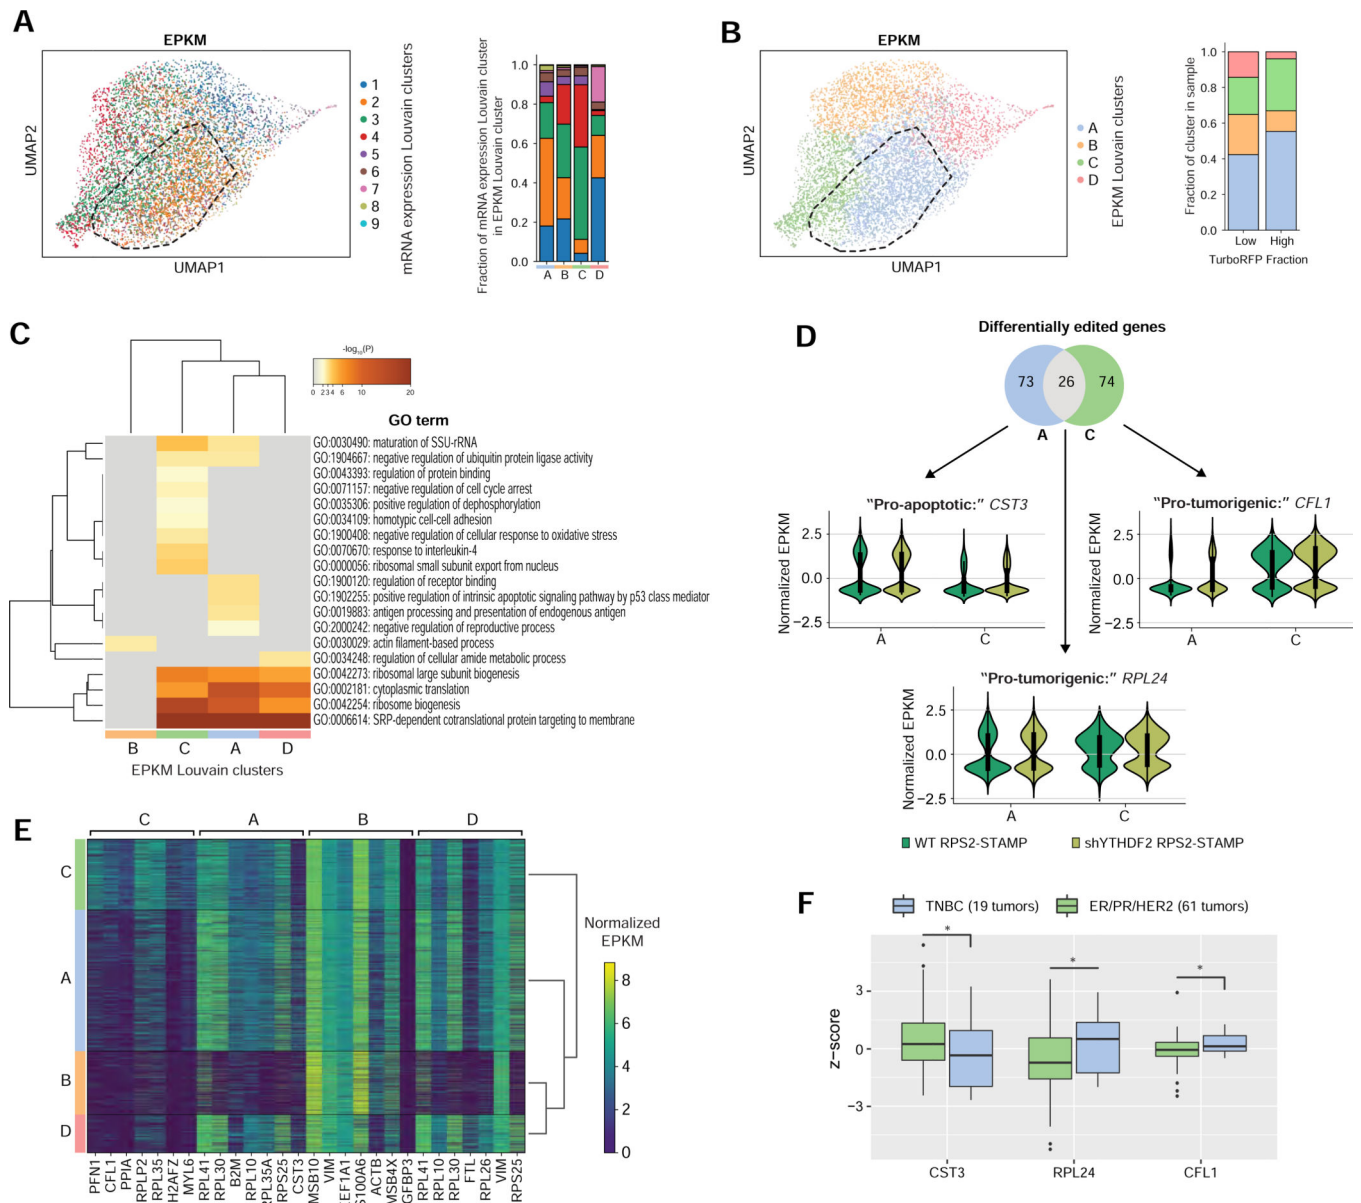 A
EPKM
UMAP2
UMAP1
1
2
3
4
5
6
7
8
9
mRNA expression Louvain clusters
Fraction of mRNA expression Louvain cluster
in EPKM Louvain cluster
1.0
0.8
0.6
0.4
0.2
0.0
A B C D
B
EPKM
UMAP2
UMAP1
A
B
C
D
EPKM Louvain clusters
Fraction of cluster in sample
1.0
0.8
0.6
0.4
0.2
0.0
Low High
TurboRFP Fraction
C
-log10(P)
0 2 3 4 6 10 20
GO term
GO:0030490: maturation of SSU-rRNA
GO:1904667: negative regulation of ubiquitin protein ligase activity
GO:0043393: regulation of protein binding
GO:0071157: negative regulation of cell cycle arrest
GO:0035306: positive regulation of dephosphorylation
GO:0034109: homotypic cell-cell adhesion
GO:1900408: negative regulation of cellular response to oxidative stress
GO:0070670: response to interleukin-4
GO:0000056: ribosomal small subunit export from nucleus
GO:1900120: regulation of receptor binding
GO:1902255: positive regulation of intrinsic apoptotic signaling pathway by p53 class mediator
GO:0019883: antigen processing and presentation of endogenous antigen
GO:2000242: negative regulation of reproductive process
GO:0030029: actin filament-based process
GO:0034248: regulation of cellular amide metabolic process
GO:0042273: ribosomal large subunit biogenesis
GO:0002181: cytoplasmic translation
GO:0042254: ribosome biogenesis
GO:0006614: SRP-dependent cotranslational protein targeting to membrane
B C A D
EPKM Louvain clusters
D
Differentially edited genes
73 26 74
A C
"Pro-apoptotic:" CST3
Normalized EPKM
2.5
0.0
−2.5
A C
"Pro-tumorigenic:" CFL1
Normalized EPKM
2.5
0.0
−2.5
A C
"Pro-tumorigenic:" RPL24
Normalized EPKM
2.5
0.0
−2.5
A C
WT RPS2-STAMP shYTHDF2 RPS2-STAMP
E
C A B D
C
A
B
D
PFN1
CFL1
PPIA
RPLP2
RPL35
H2AFZ
MYL6
RPL41
RPL30
B2M
RPL10
RPL35A
RPS25
CST3
MSB10
VIM
EEF1A1
S100A6
ACTB
MSB4X
GFBP3
RPL41
RPL10
RPL30
FTL
RPL26
VIM
RPS25
Normalized
EPKM
8
6
4
2
0
F
TNBC (19 tumors) ER/PR/HER2 (61 tumors)
z-score
3
0
−3
* * *
CST3 RPL24 CFL1